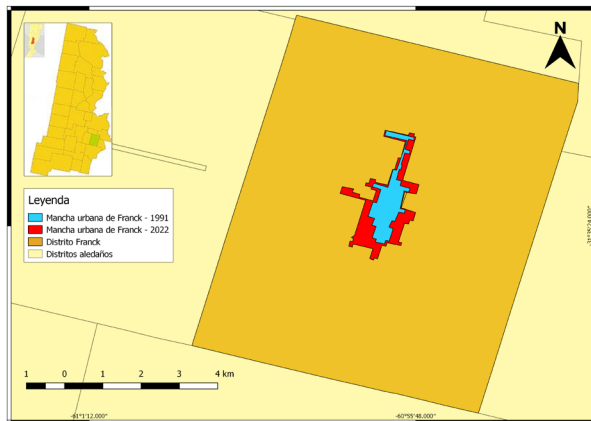 N
Leyenda
Mancha urbana de Franck - 1991
Mancha urbana de Franck - 2022
Distrito Franck
Distritos aledaños
1 0 1 2 3 4 km
-61°1'12.000"
-60°55'48.000"